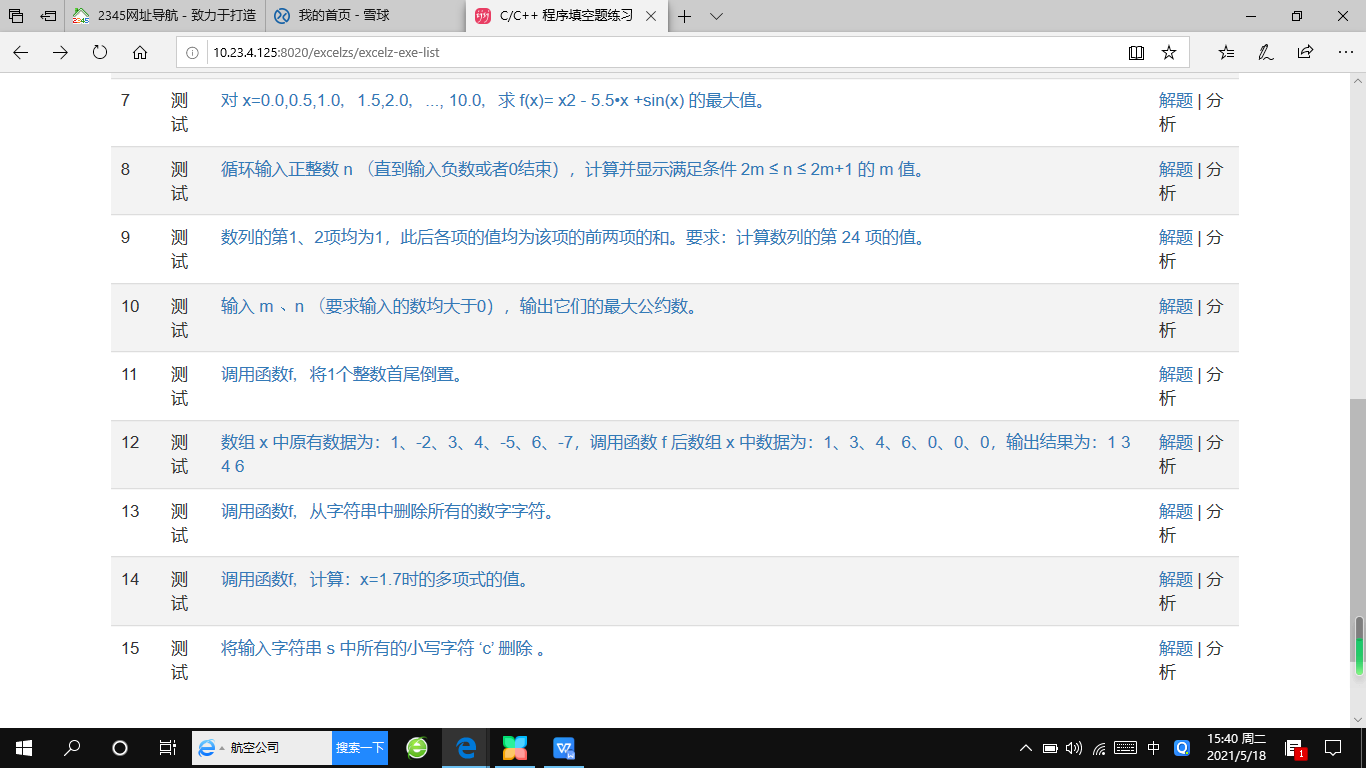 2345网址导航 - 致力于打造
我的首页 - 雪球
C/C++ 程序填空题练习
10.23.4.125:8020/excelzs/excelz-exe-list
7 测试 对 x=0.0,0.5,1.0，1.5,2.0，…, 10.0，求 f(x)= x2 - 5.5•x +sin(x) 的最大值。 解题 | 分析
8 测试 循环输入正整数 n （直到输入负数或者0结束），计算并显示满足条件 2m ≤ n ≤ 2m+1 的 m 值。 解题 | 分析
9 测试 数列的第1、2项均为1，此后各项的值均为该项的前两项的和。要求：计算数列的第 24 项的值。 解题 | 分析
10 测试 输入 m 、n （要求输入的数均大于0），输出它们的最大公约数。 解题 | 分析
11 测试 调用函数f，将1个整数首尾倒置。 解题 | 分析
12 测试 数组 x 中原有数据为：1、-2、3、4、-5、6、-7，调用函数 f 后数组 x 中数据为：1、3、4、6、0、0、0，输出结果为：1 3
4 6 解题 | 分析
13 测试 调用函数f，从字符串中删除所有的数字字符。 解题 | 分析
14 测试 调用函数f，计算：x=1.7时的多项式的值。 解题 | 分析
15 测试 将输入字符串 s 中所有的小写字符 ‘c’ 删除 。 解题 | 分析
航空公司 搜索一下
中
15:40 周二
2021/5/18
1